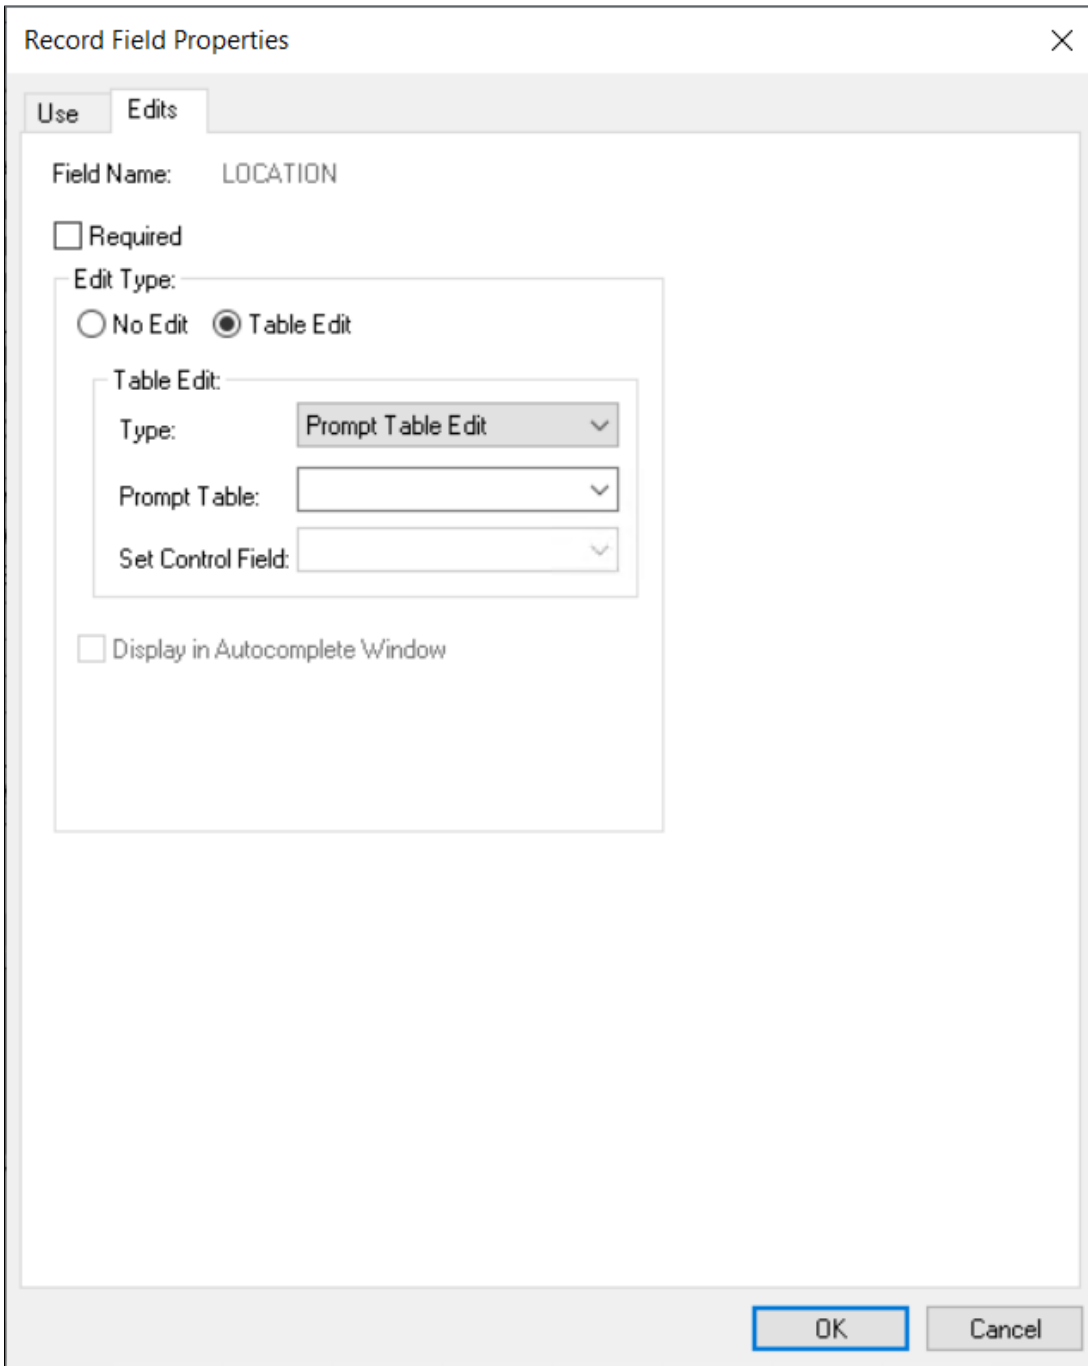 Record Field Properties
Use Edits
Field Name: LOCATION
Required
Edit Type:
No Edit Table Edit
Table Edit:
Type: Prompt Table Edit
Prompt Table:
Set Control Field:
Display in Autocomplete Window
OK Cancel